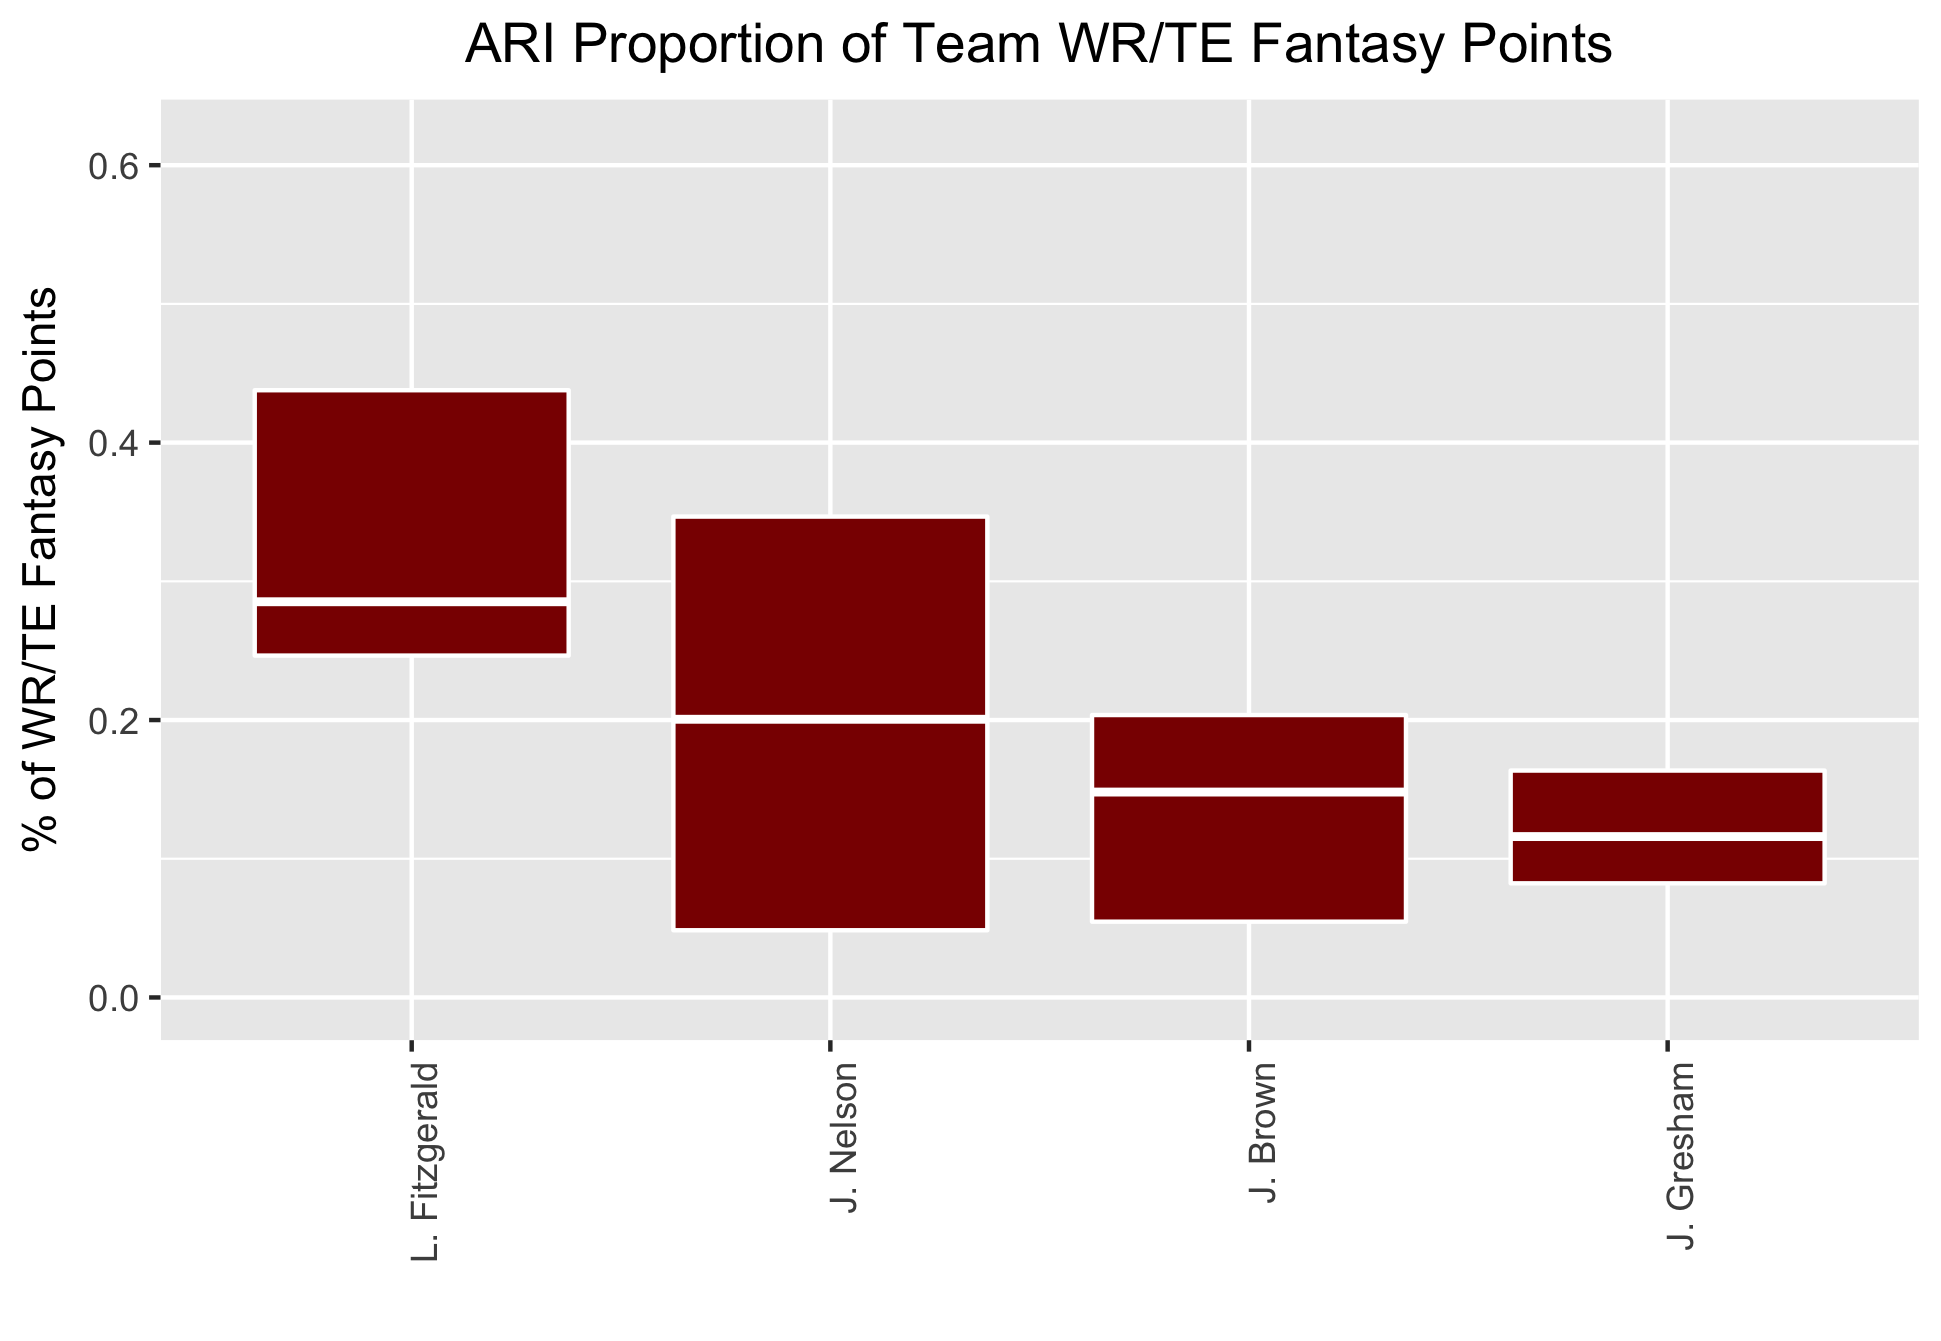 ARI Proportion of Team WR/TE Fantasy Points
% of WR/TE Fantasy Points
0.6
0.4
0.2
0.0
L. Fitzgerald
J. Nelson
J. Brown
J. Gresham